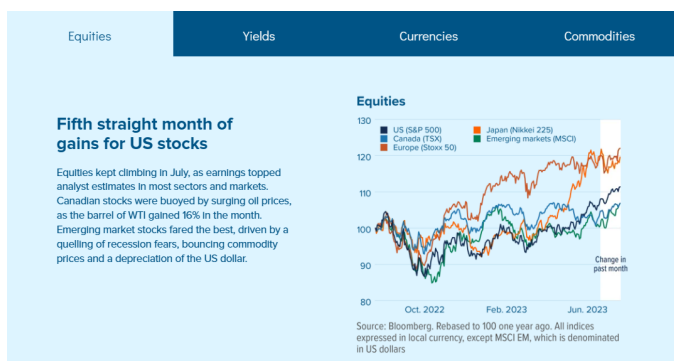 Equities
Yields
Currencies
Commodities
Fifth straight month of
gains for US stocks
Equities kept climbing in July, as earnings topped
analyst estimates in most sectors and markets.
Canadian stocks were buoyed by surging oil prices,
as the barrel of WTI gained 16% in the month.
Emerging market stocks fared the best, driven by a
quelling of recession fears, bouncing commodity
prices and a depreciation of the US dollar.
Equities
130
US (S&P 500)
Japan (Nikkei 225)
Canada (TSX)
Emerging markets (MSCI)
Europe (Stoxx 50)
120
110
100
90
80
Change in
past month
Oct. 2022
Feb. 2023
Jun. 2023
Source: Bloomberg. Rebased to 100 one year ago. All indices
expressed in local currency, except MSCI EM, which is denominated
in US dollars